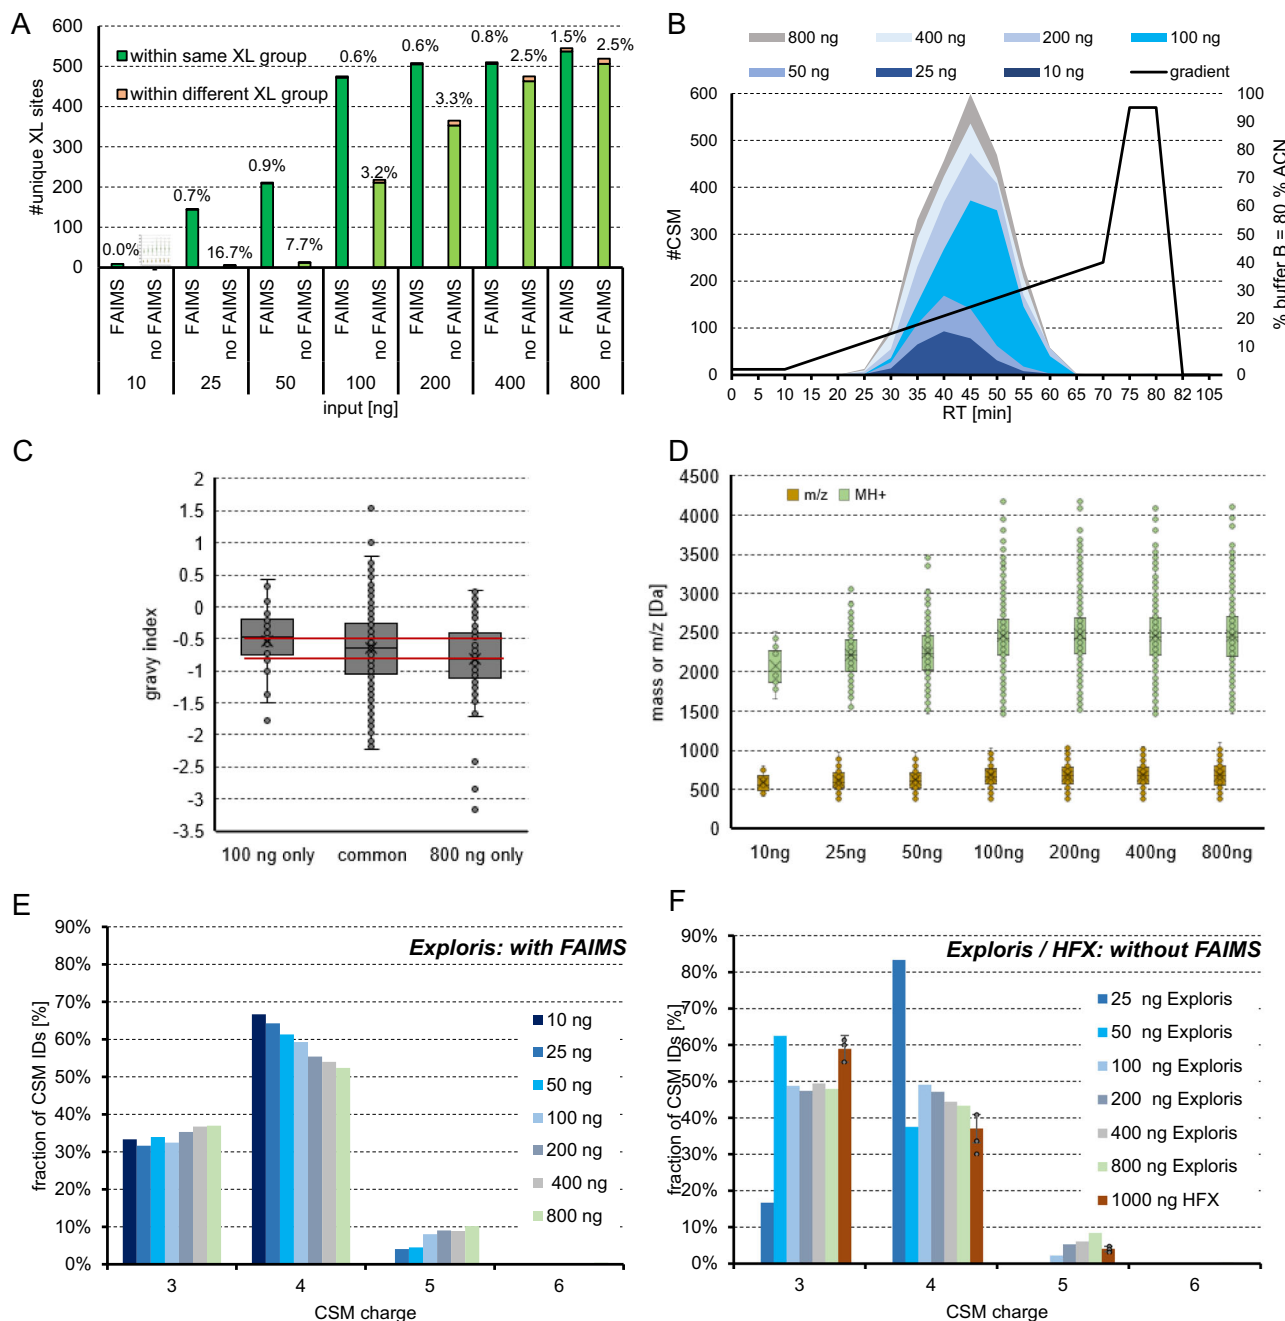 A
600
500
400
300
200
100
0
#unique XL sites
within same XL group
within different XL group
0.0%
0.7%
16.7%
0.9%
7.7%
0.6%
3.2%
0.6%
3.3%
0.8%
2.5%
1.5%
2.5%
FAIMS
no FAIMS
FAIMS
no FAIMS
FAIMS
no FAIMS
FAIMS
no FAIMS
FAIMS
no FAIMS
FAIMS
no FAIMS
FAIMS
no FAIMS
10 25 50 100 200 400 800
input [ng]
B
800 ng 400 ng 200 ng 100 ng
50 ng 25 ng 10 ng gradient
600
500
400
300
200
100
0
#CSM
100
90
80
70
60
50
40
30
20
10
0
% buffer B = 80 % ACN
0 5 10 15 20 25 30 35 40 45 50 55 60 65 70 75 80 82 105
RT [min]
C
2
1.5
1
0.5
0
-0.5
-1
-1.5
-2
-2.5
-3
-3.5
gravy index
100 ng only common 800 ng only
D
4500
4000
3500
3000
2500
2000
1500
1000
500
0
mass or m/z [Da]
m/z MH+
10ng 25ng 50ng 100ng 200ng 400ng 800ng
E
Exploris: with FAIMS
90%
80%
70%
60%
50%
40%
30%
20%
10%
0%
fraction of CSM IDs [%]
10 ng
25 ng
50 ng
100 ng
200 ng
400 ng
800 ng
3 4 5 6
CSM charge
F
Exploris / HFX: without FAIMS
90%
80%
70%
60%
50%
40%
30%
20%
10%
0%
fraction of CSM IDs [%]
25 ng Exploris
50 ng Exploris
100 ng Exploris
200 ng Exploris
400 ng Exploris
800 ng Exploris
1000 ng HFX
3 4 5 6
CSM charge